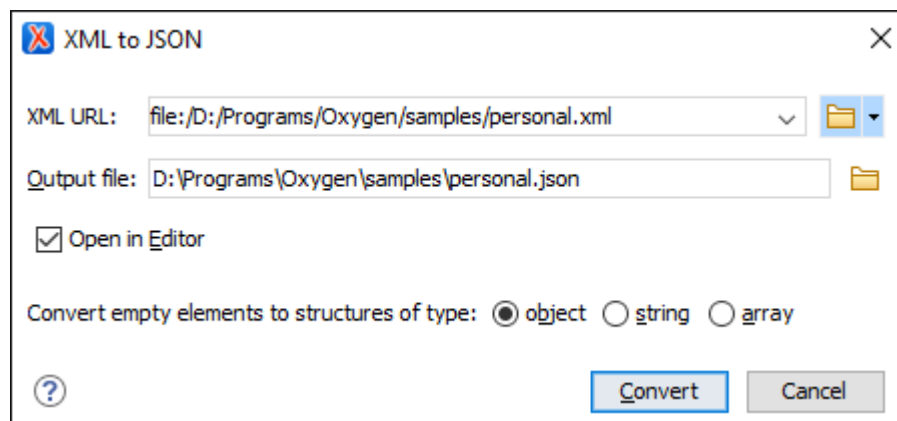 XML to JSON
XML URL: file:/D:/Programs/Oxygen/samples/personal.xml
Output file: D:\Programs\Oxygen\samples\personal.json
Open in Editor
Convert empty elements to structures of type: object string array
? Convert Cancel